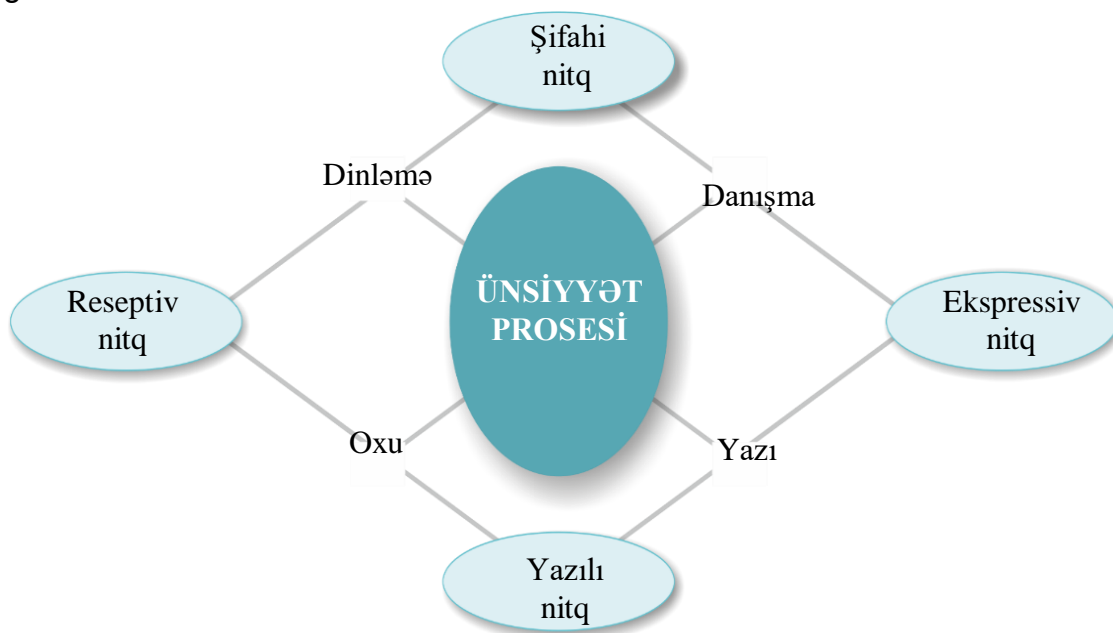 Şifahi
nitq
Dinləmə
Danışma
ÜNSİYYƏT
PROSESİ
Reseptiv
nitq
Ekspressiv
nitq
Oxu
Yazı
Yazılı
nitq